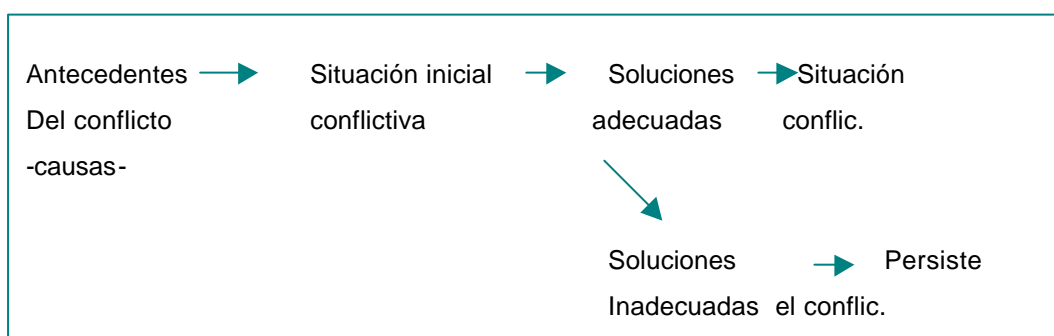 Antecedentes Situación inicial Soluciones Situación
Del conflicto conflictiva adecuadas conflic.
-causas-
Soluciones Persiste
Inadecuadas el conflic.